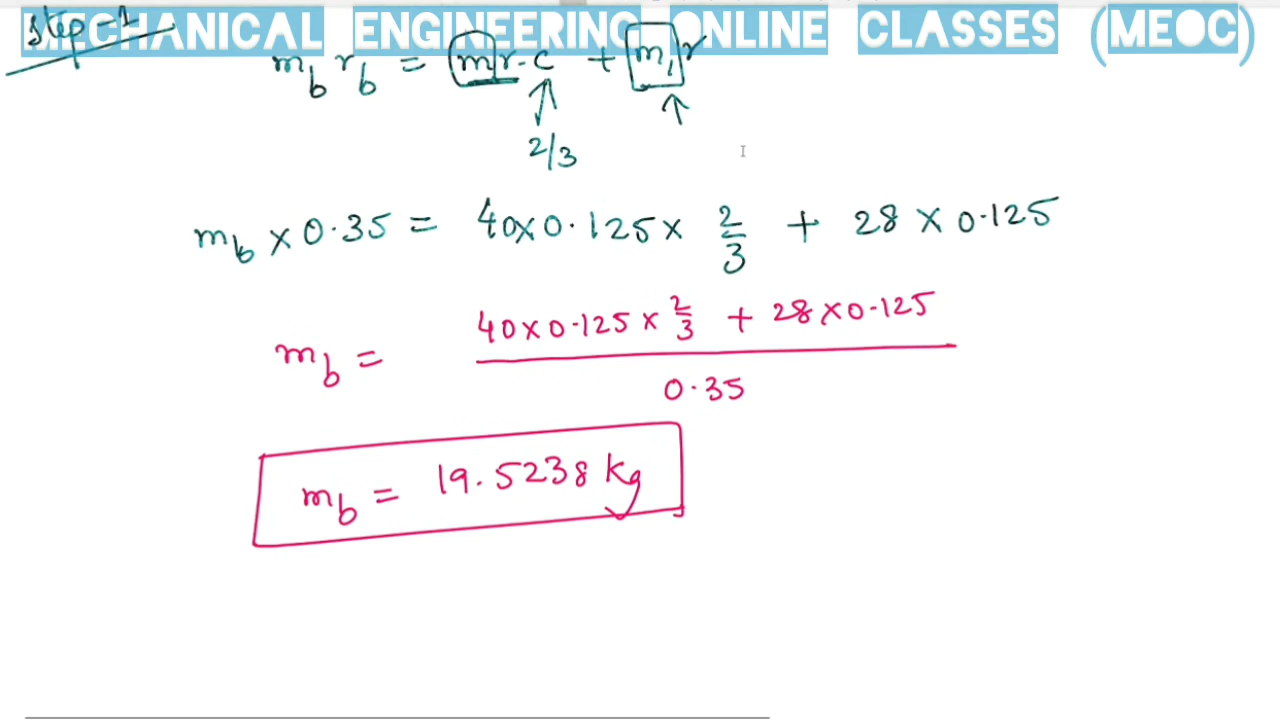 MECHANICAL ENGINEERING ONLINE CLASSES (MEOC)
Step -1
m_b r_b = m r · c + m_1 r
2/3
m_b × 0.35 = 40×0.125× 2/3 + 28 × 0.125
m_b = (40×0.125 × 2/3 + 28×0.125) / 0.35
m_b = 19.5238 kg